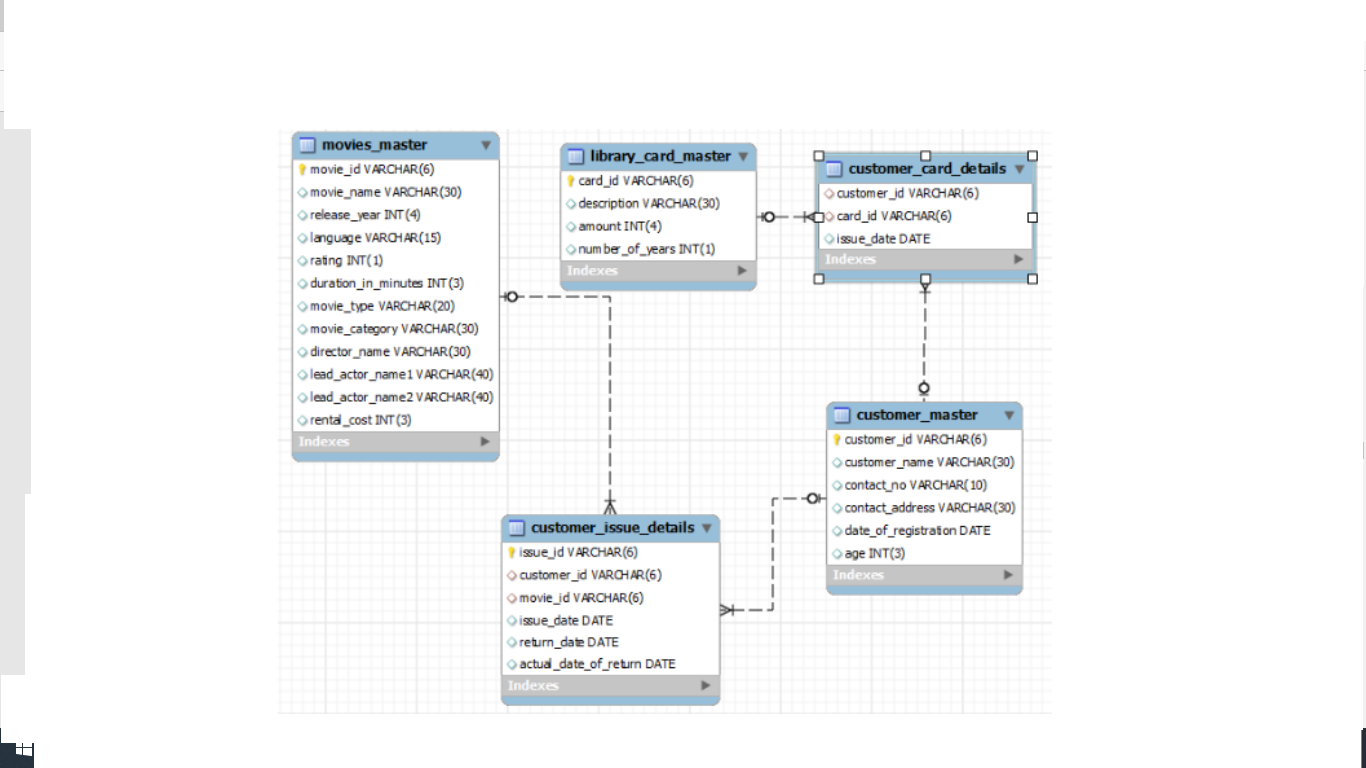 movies_master
movie_id VARCHAR(6)
movie_name VARCHAR(30)
release_year INT(4)
language VARCHAR(15)
rating INT(1)
duration_in_minutes INT(3)
movie_type VARCHAR(20)
movie_category VARCHAR(30)
director_name VARCHAR(30)
lead_actor_name1 VARCHAR(40)
lead_actor_name2 VARCHAR(40)
rental_cost INT(3)
Indexes
library_card_master
card_id VARCHAR(6)
description VARCHAR(30)
amount INT(4)
number_of_years INT(1)
Indexes
customer_card_details
customer_id VARCHAR(6)
card_id VARCHAR(6)
issue_date DATE
Indexes
customer_master
customer_id VARCHAR(6)
customer_name VARCHAR(30)
contact_no VARCHAR(10)
contact_address VARCHAR(30)
date_of_registration DATE
age INT(3)
Indexes
customer_issue_details
issue_id VARCHAR(6)
customer_id VARCHAR(6)
movie_id VARCHAR(6)
issue_date DATE
return_date DATE
actual_date_of_return DATE
Indexes